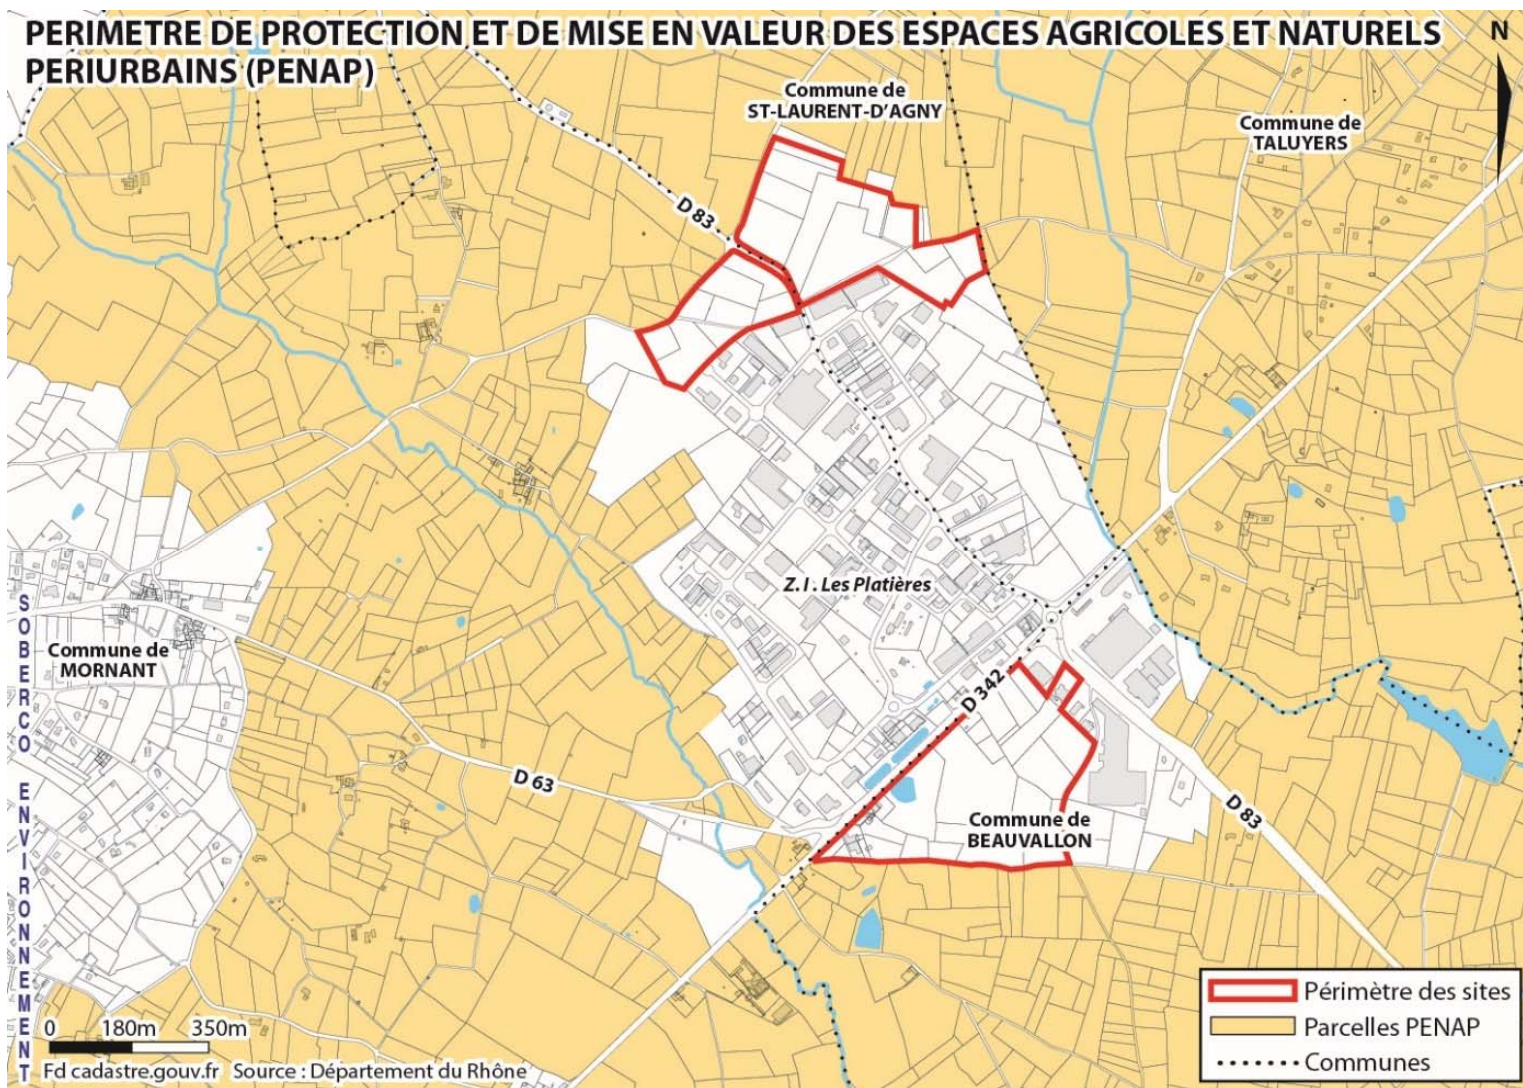 PERIMETRE DE PROTECTION ET DE MISE EN VALEUR DES ESPACES AGRICOLES ET NATURELS
PERIURBAINS (PENAP)
N
Commune de
ST-LAURENT-D'AGNY
Commune de
TALUYERS
D 83
Z.I. Les Platières
Commune de
MORNANT
D 342
D 63
Commune de
BEAUVALLON
D 83
SOBERCO ENVIRONNEMENT
Périmètre des sites
Parcelles PENAP
Communes
0 180m 350m
Fd cadastre.gouv.fr Source : Département du Rhône